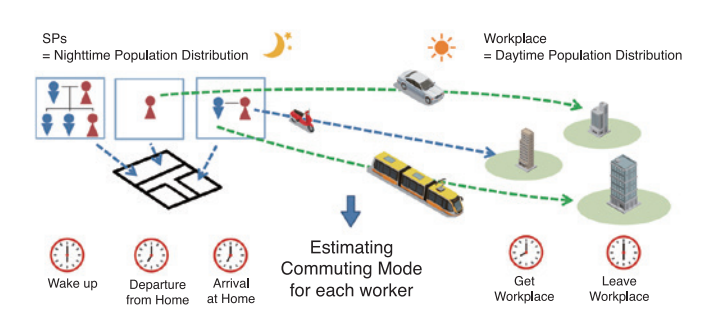 SPs
= Nighttime Population Distribution
Workplace
= Daytime Population Distribution
Estimating
Commuting Mode
for each worker
Wake up
Departure
from Home
Arrival
at Home
Get
Workplace
Leave
Workplace